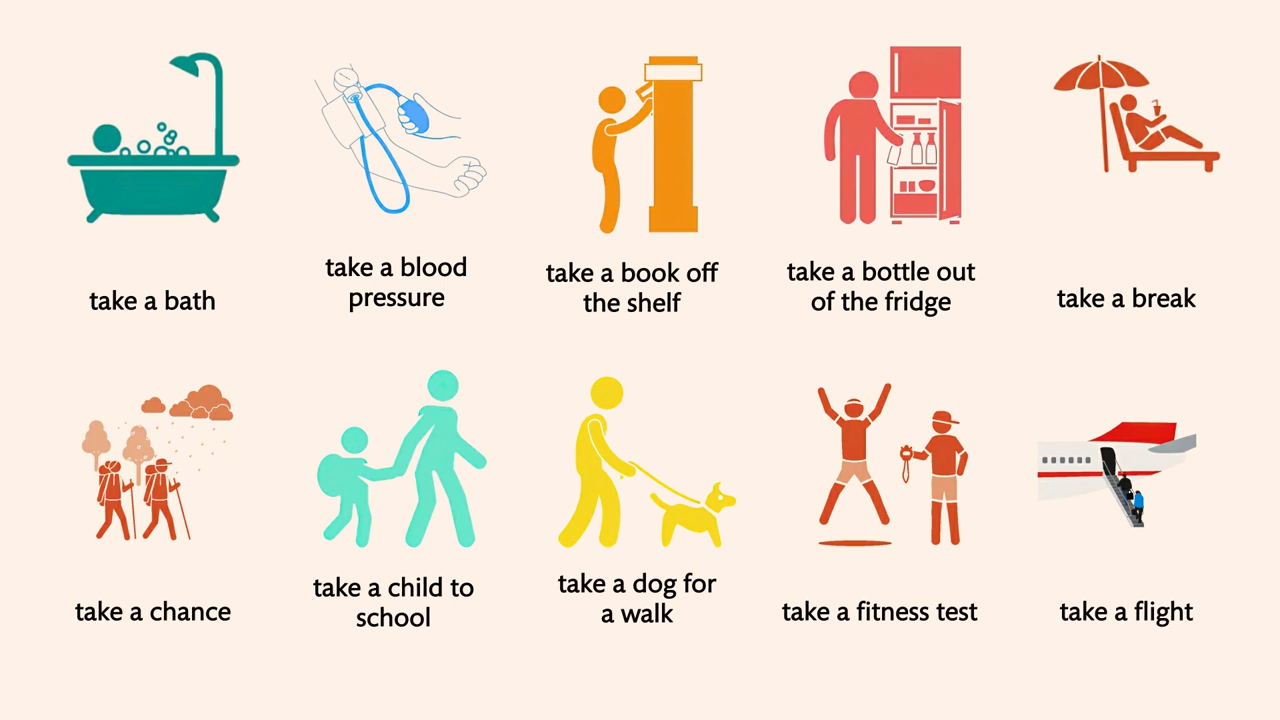 take a bath
take a blood
pressure
take a book off
the shelf
take a bottle out
of the fridge
take a break
take a chance
take a child to
school
take a dog for
a walk
take a fitness test
take a flight